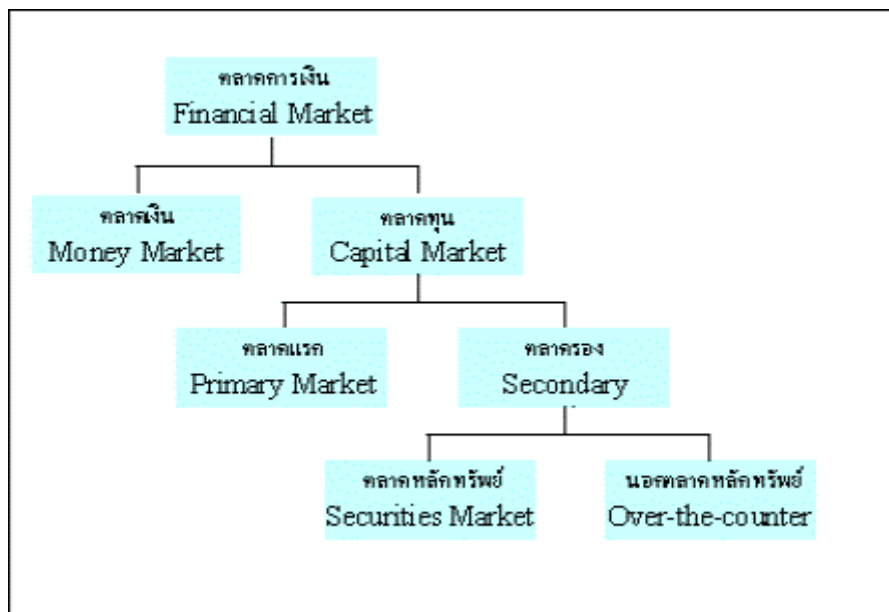 ตลาดการเงิน
Financial Market
ตลาดเงิน
Money Market
ตลาดทุน
Capital Market
ตลาดแรก
Primary Market
ตลาดรอง
Secondary
ตลาดหลักทรัพย์
Securities Market
นอกตลาดหลักทรัพย์
Over-the-counter